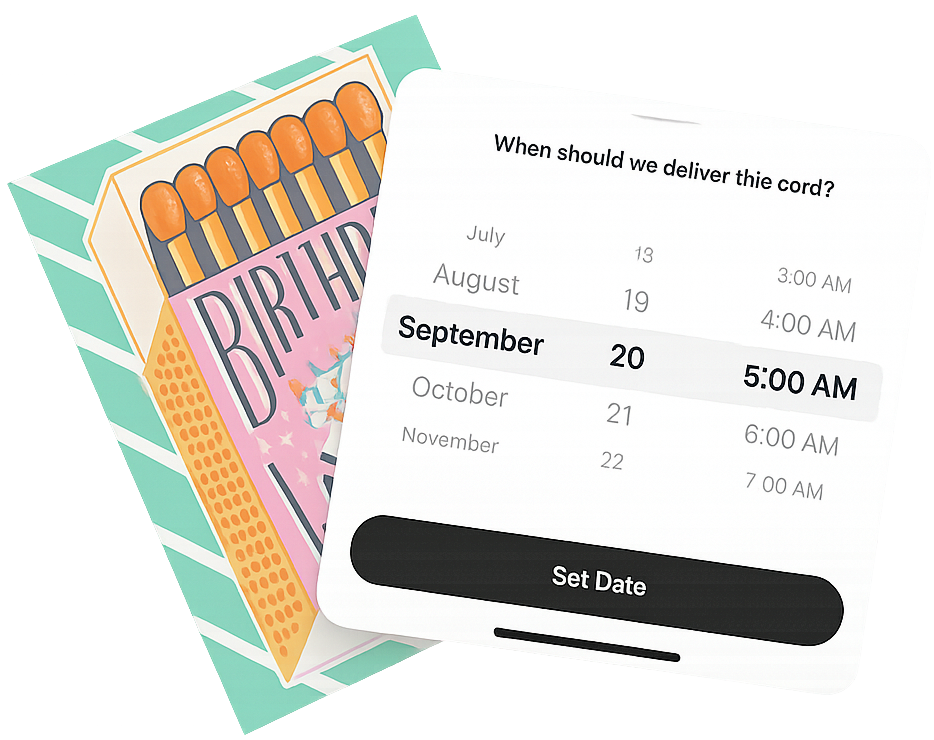 BIRTHD
When should we deliver thie cord?
July 13 3:00 AM
August 19 4:00 AM
September 20 5:00 AM
October 21 6:00 AM
November 22 7 00 AM
Set Date